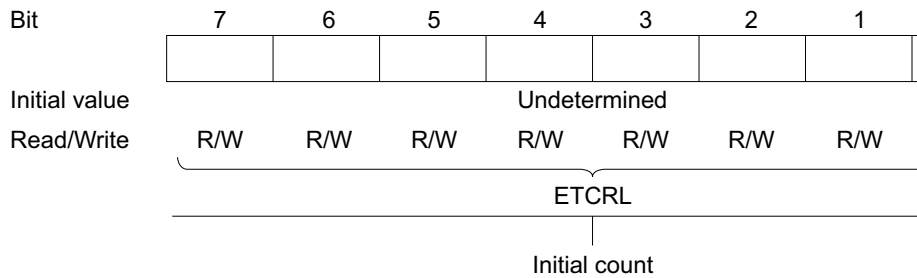 Bit 7 6 5 4 3 2 1
Initial value Undetermined
Read/Write R/W R/W R/W R/W R/W R/W R/W
ETCRL
Initial count